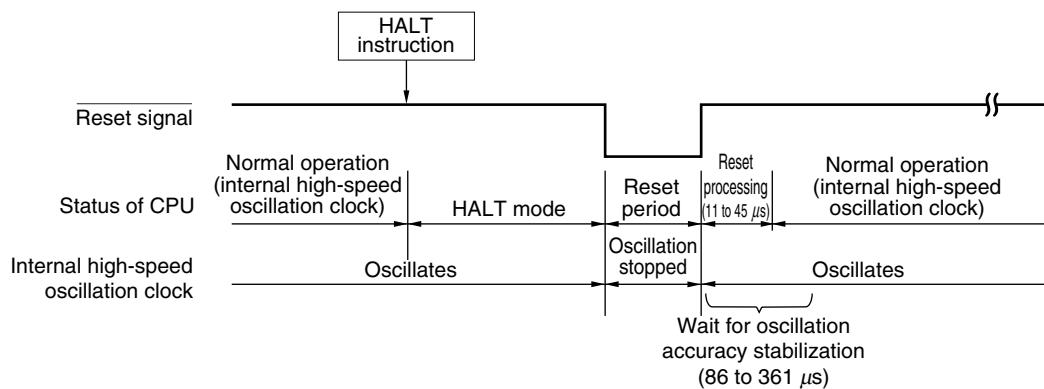 HALT
instruction
Reset signal
Normal operation
(internal high-speed
oscillation clock)
Status of CPU
HALT mode
Reset
period
Reset
processing
(11 to 45 μs)
Normal operation
(internal high-speed
oscillation clock)
Internal high-speed
oscillation clock
Oscillates
Oscillation
stopped
Oscillates
Wait for oscillation
accuracy stabilization
(86 to 361 μs)